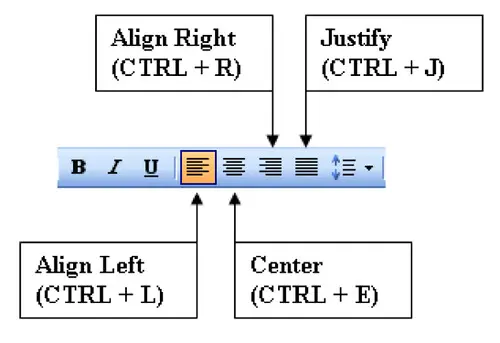 Align Right
(CTRL + R)
Justify
(CTRL + J)
B I U
Align Left
(CTRL + L)
Center
(CTRL + E)